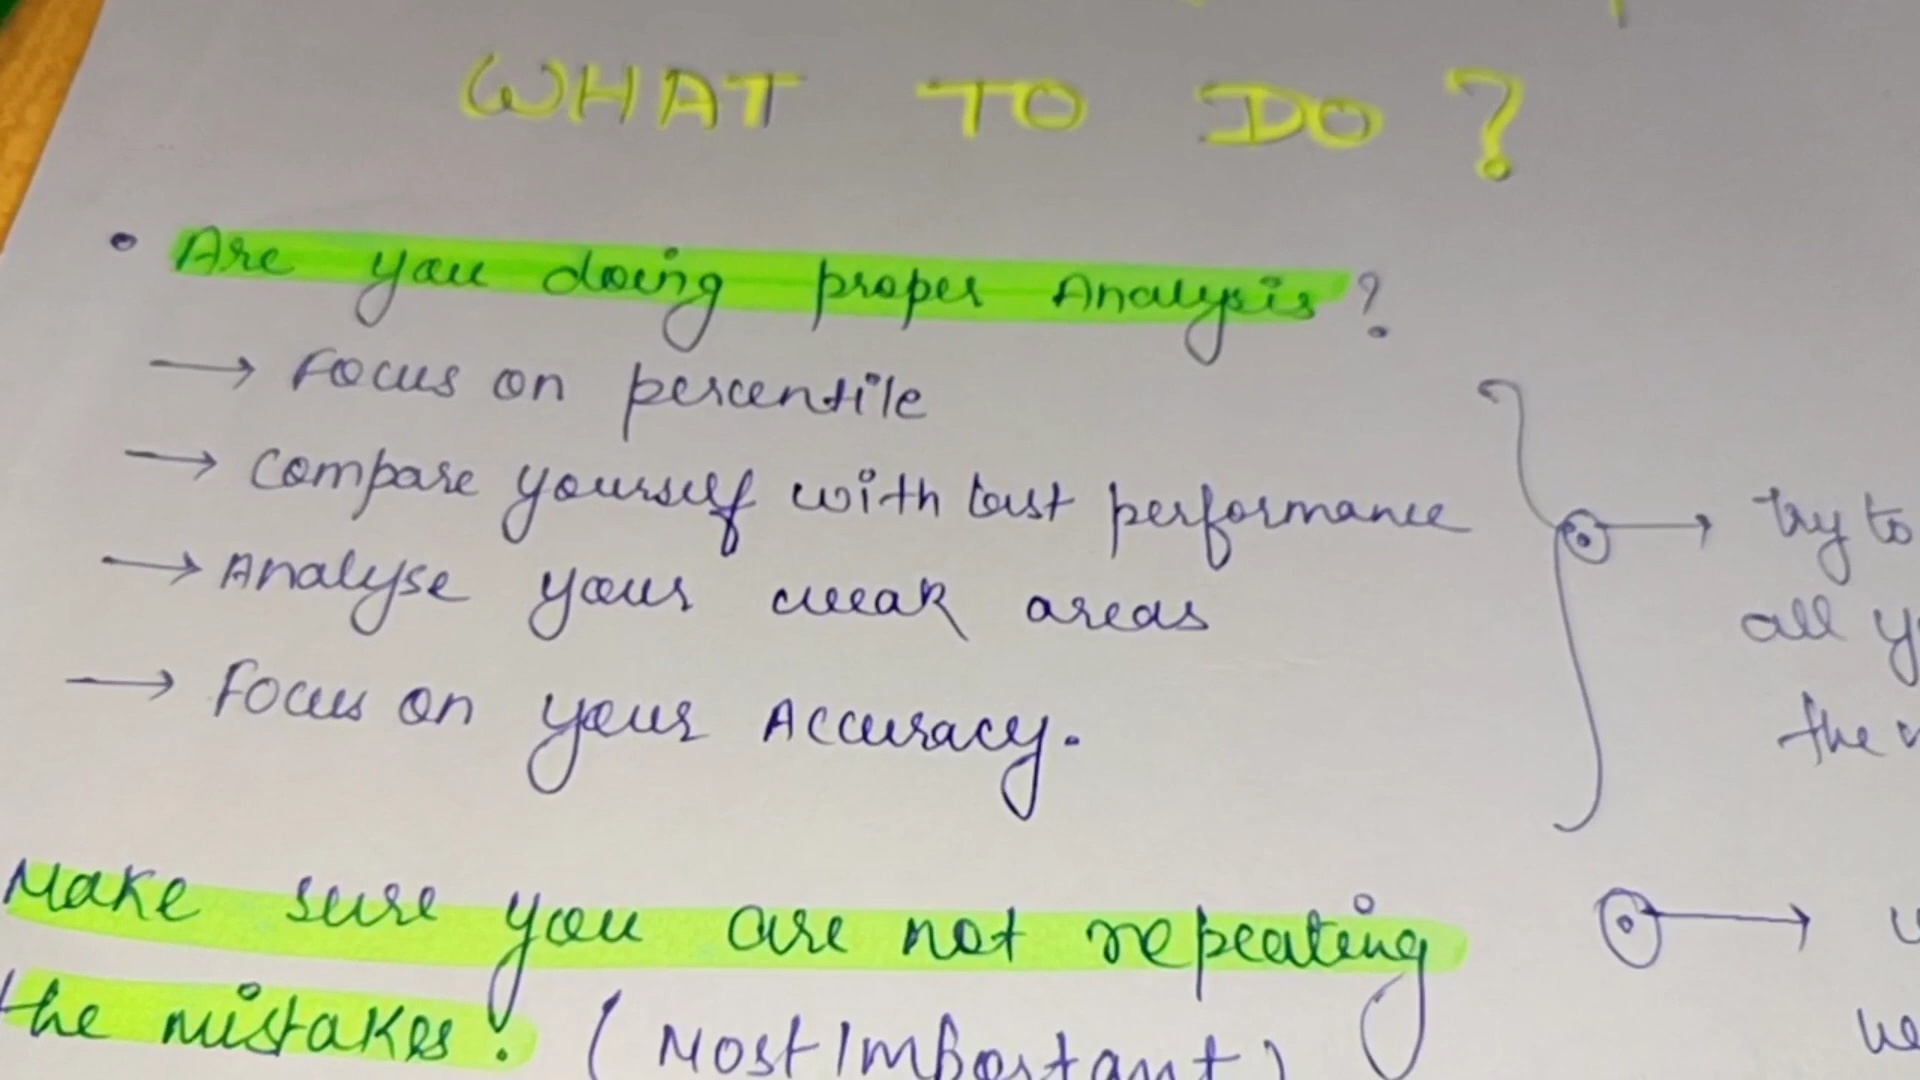 WHAT TO DO?
• Are you doing proper Analysis?
→ Focus on percentile
→ Compare yourself with last performance
→ Analyse your weak areas
→ Focus on your Accuracy.
try to
all y
the
Make sure you are not repeating
the mistakes. (Most Important)